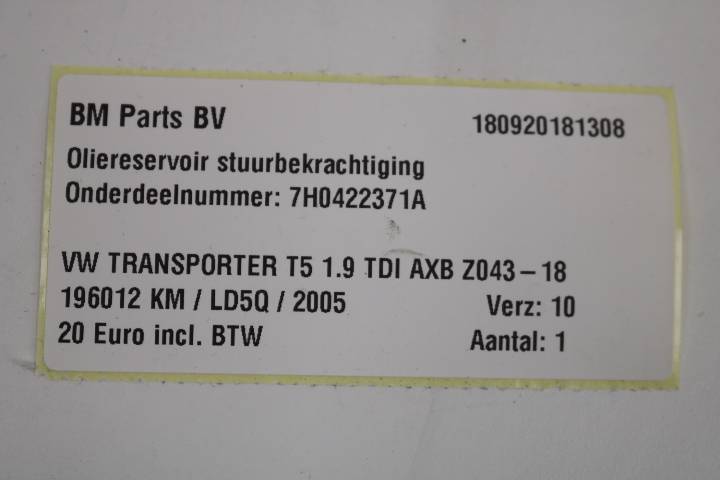 BM Parts BV 180920181308
Oliereservoir stuurbekrachtiging
Onderdeelnummer: 7H0422371A
VW TRANSPORTER T5 1.9 TDI AXB Z043-18
196012 KM / LD5Q / 2005 Verz: 10
20 Euro incl. BTW Aantal: 1